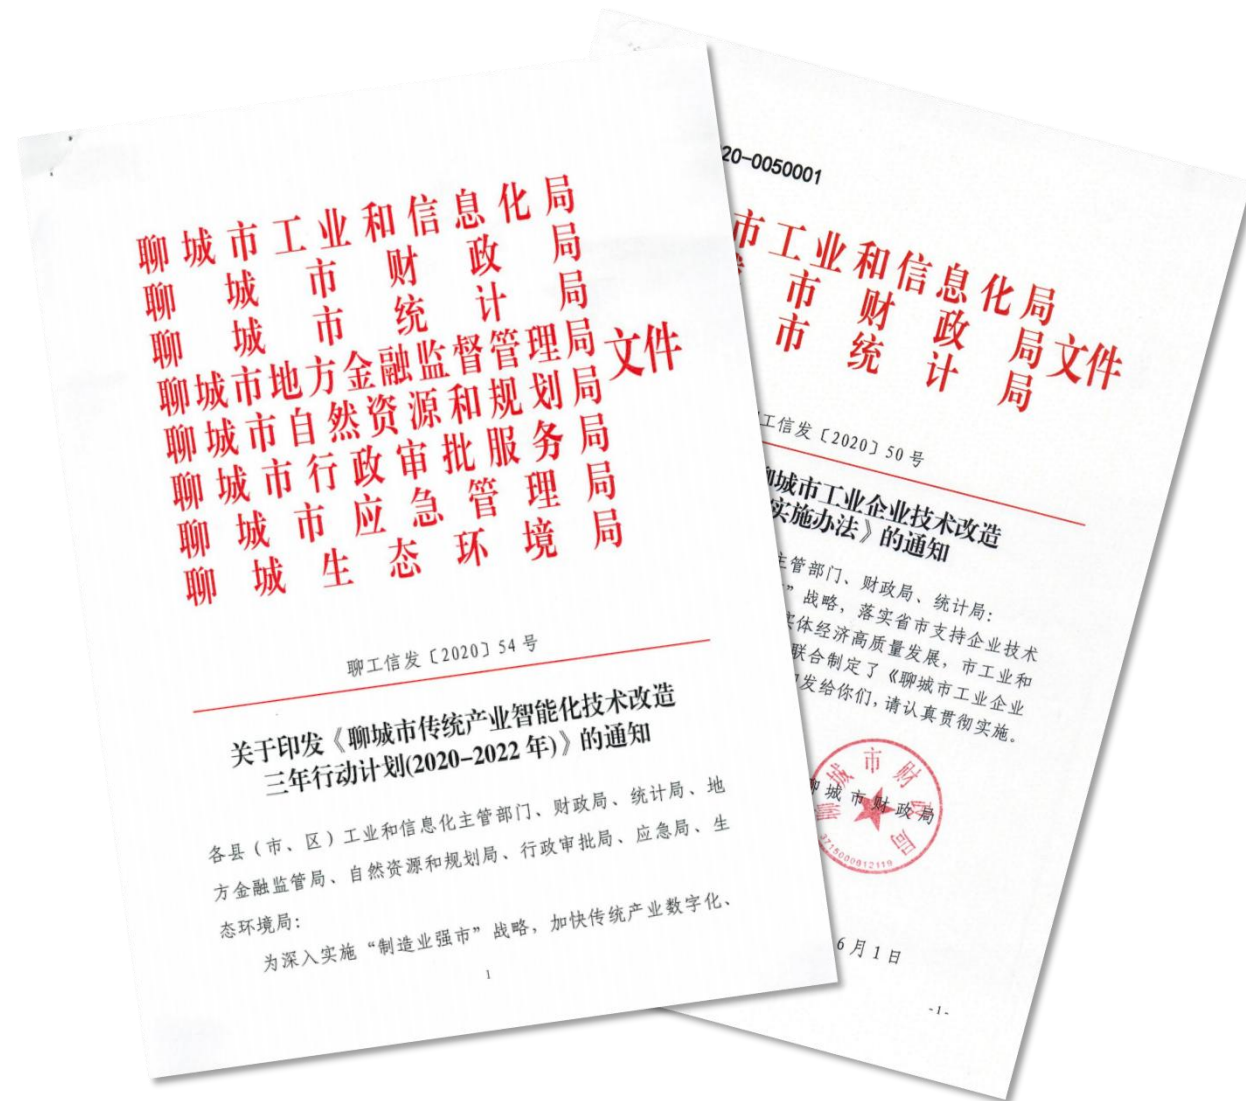 聊城市工业和信息化局
聊城市财政局
聊城市统计局
聊城市地方金融监督管理局
聊城市自然资源和规划局
聊城市行政审批服务局
聊城市应急管理局
聊城生态环境局
文件
聊工信发〔2020〕54号
关于印发《聊城市传统产业智能化技术改造
三年行动计划(2020-2022年)》的通知
各县（市、区）工业和信息化主管部门、财政局、统计局、地
方金融监管局、自然资源和规划局、行政审批局、应急局、生
态环境局：
为深入实施“制造业强市”战略，加快传统产业数字化、
1
20-0050001
市工业和信息化局
市财政局
市统计局
文件
工信发〔2020〕50号
聊城市工业企业技术改造
实施办法》的通知
主管部门、财政局、统计局：
”战略，落实省市支持企业技术
实体经济高质量发展，市工业和
联合制定了《聊城市工业企业
印发给你们，请认真贯彻实施。
聊城市财政局
聊城市财政局
6月1日
-1-